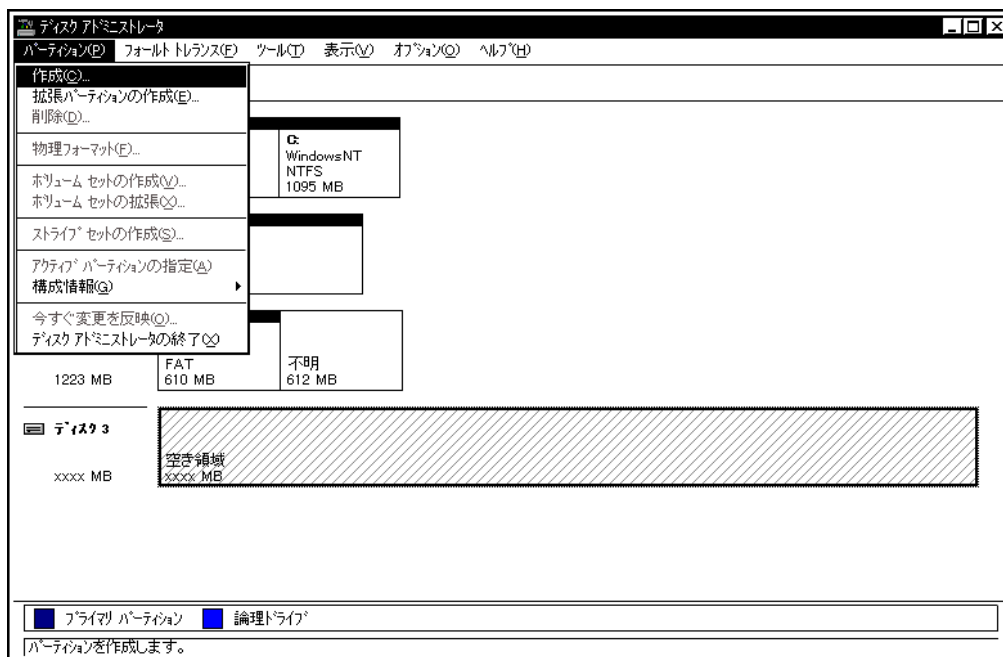 ディスク アドミニストレータ
パーティション(P) フォールト トレランス(F) ツール(T) 表示(V) オプション(O) ヘルプ(H)
作成(C)...
拡張パーティションの作成(E)...
削除(D)...
物理フォーマット(F)...
ボリューム セットの作成(V)...
ボリューム セットの拡張(X)...
ストライプ セットの作成(S)...
アクティブ パーティションの指定(A)
構成情報(G)
今すぐ変更を反映(O)...
ディスク アドミニストレータの終了(X)
C:
WindowsNT
NTFS
1095 MB
1223 MB
FAT
610 MB
不明
612 MB
ディスク 3
xxxx MB
空き領域
xxxx MB
プライマリ パーティション 論理ドライブ
パーティションを作成します。